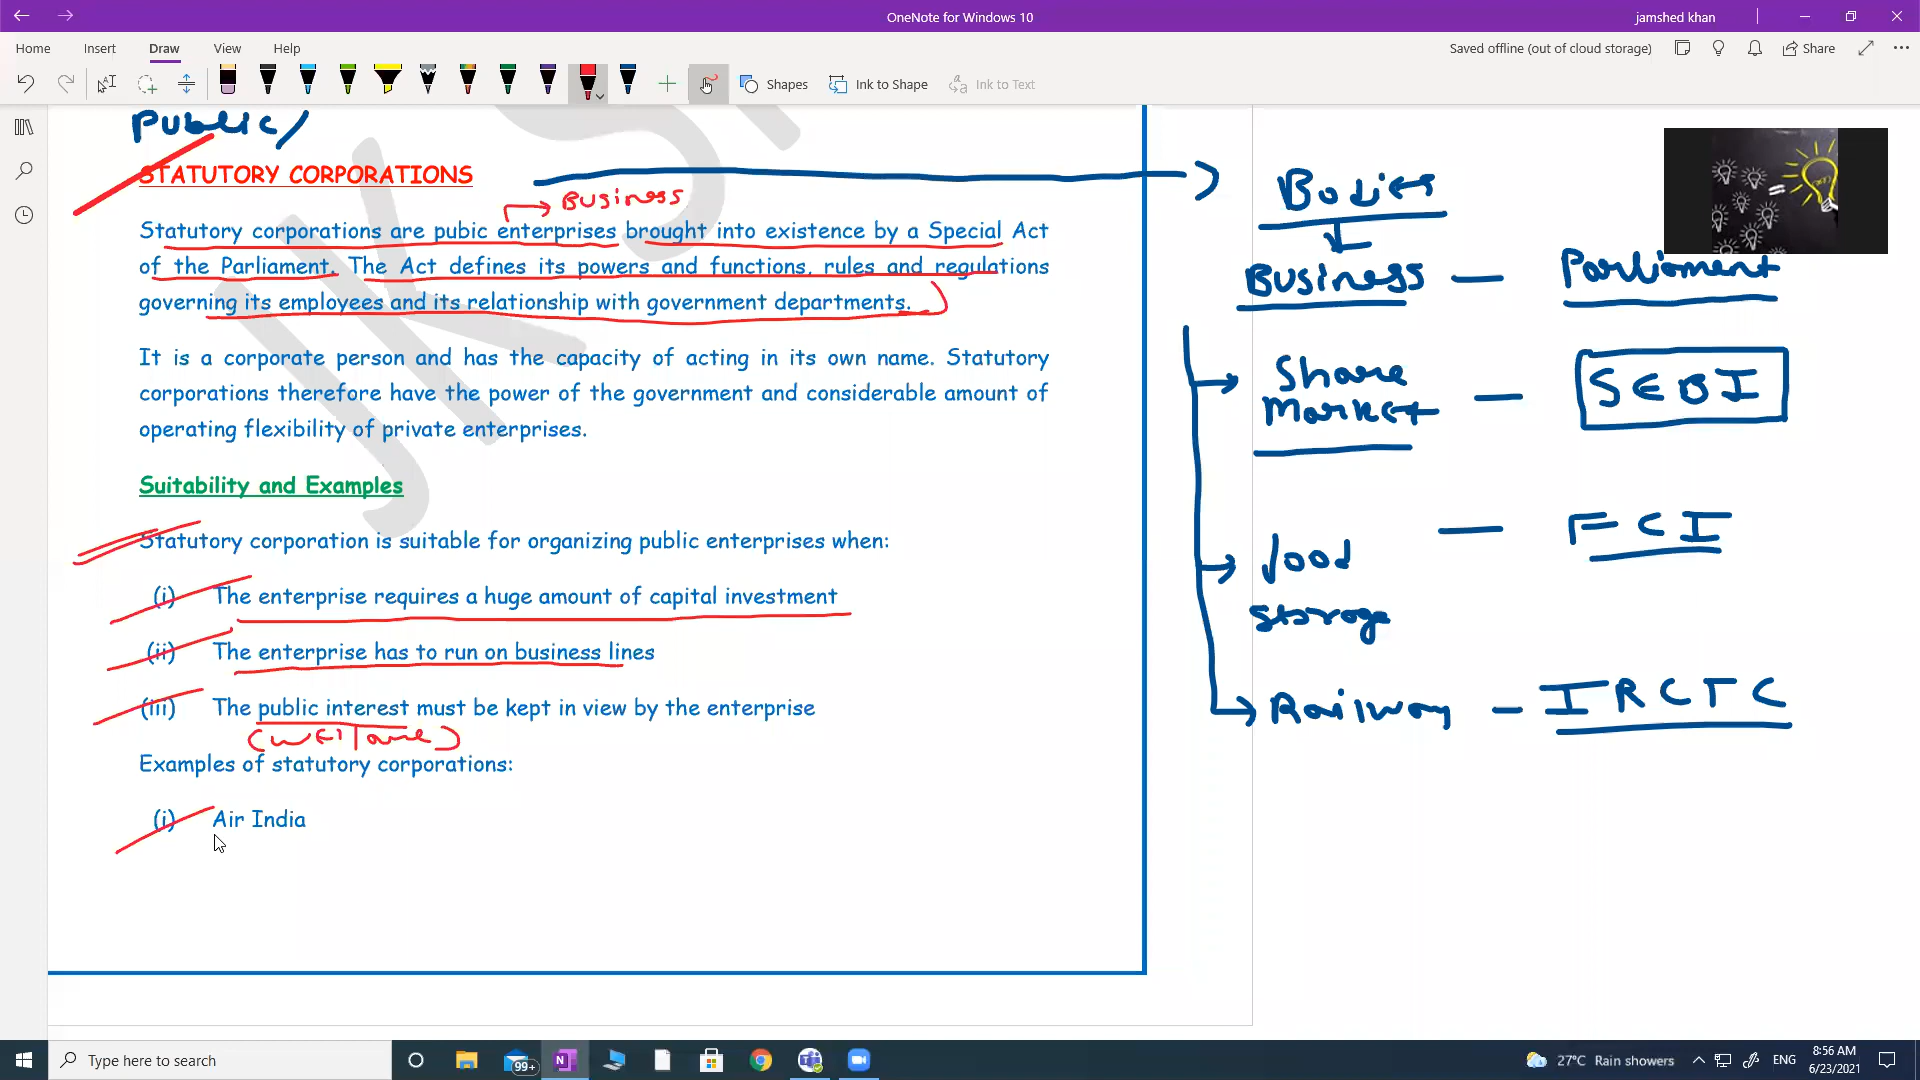 OneNote for Windows 10
jamshed khan
Home Insert Draw View Help
Saved offline (out of cloud storage)
Share
Shapes
Ink to Shape
Ink to Text
Public/
STATUTORY CORPORATIONS
Business
Statutory corporations are pubic enterprises brought into existence by a Special Act
of the Parliament. The Act defines its powers and functions, rules and regulations
governing its employees and its relationship with government departments.
It is a corporate person and has the capacity of acting in its own name. Statutory
corporations therefore have the power of the government and considerable amount of
operating flexibility of private enterprises.
Suitability and Examples
Statutory corporation is suitable for organizing public enterprises when:
(i) The enterprise requires a huge amount of capital investment
(ii) The enterprise has to run on business lines
(iii) The public interest must be kept in view by the enterprise
(welfare)
Examples of statutory corporations:
(i) Air India
Bodies
Business — Parliament
Share
Market — SEBI
food — FCI
storage
Railway — IRCTC
JKS
Type here to search
99+
27°C Rain showers
ENG
8:56 AM
6/23/2021